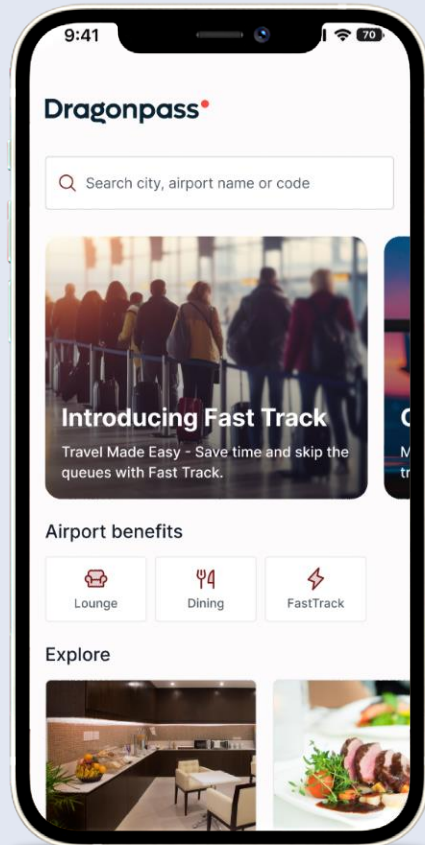 9:41
70
Dragonpass
Search city, airport name or code
Introducing Fast Track
Travel Made Easy - Save time and skip the
queues with Fast Track.
Airport benefits
Lounge
Dining
FastTrack
Explore